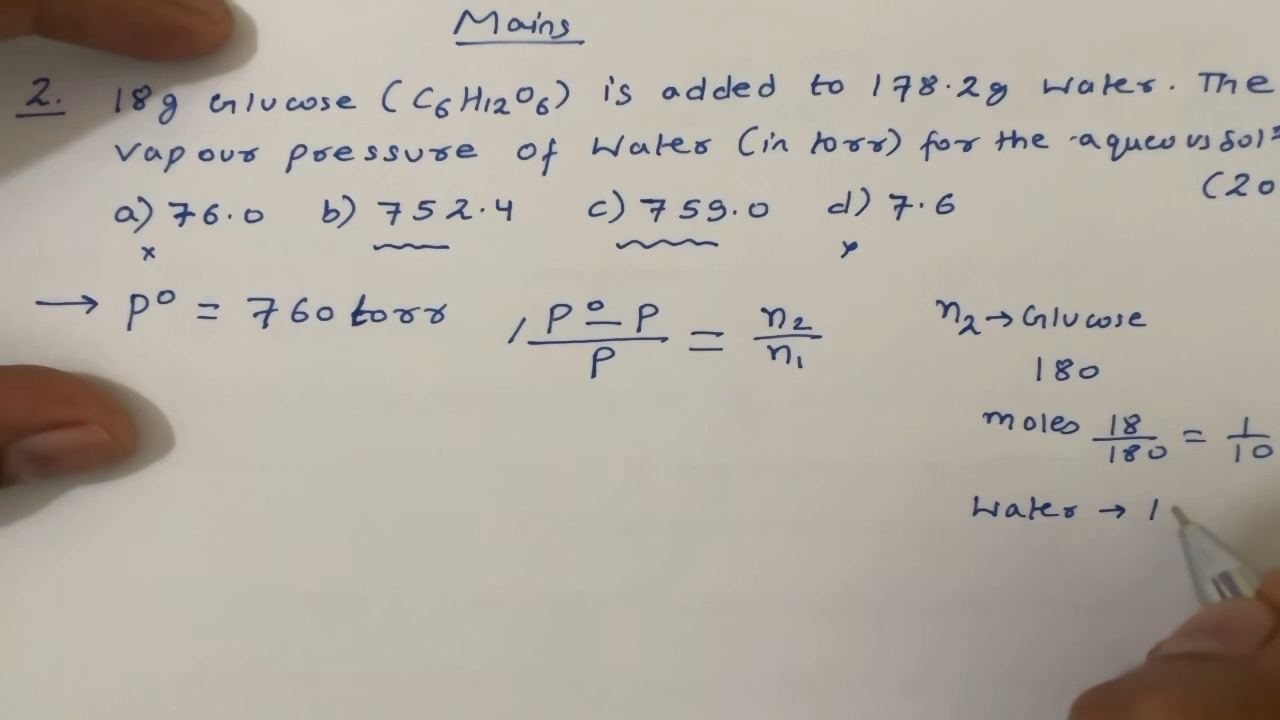 Mains
2. 18g Glucose (C6H12O6) is added to 178.2g water. The
vapour pressure of water (in torr) for the aqueous sol
(20
a) 76.0 b) 752.4 c) 759.0 d) 7.6
x x
→ P° = 760 torr
P° - P / P = n2 / n1
n2 → Glucose
180
moles 18/180 = 1/10
water → 1